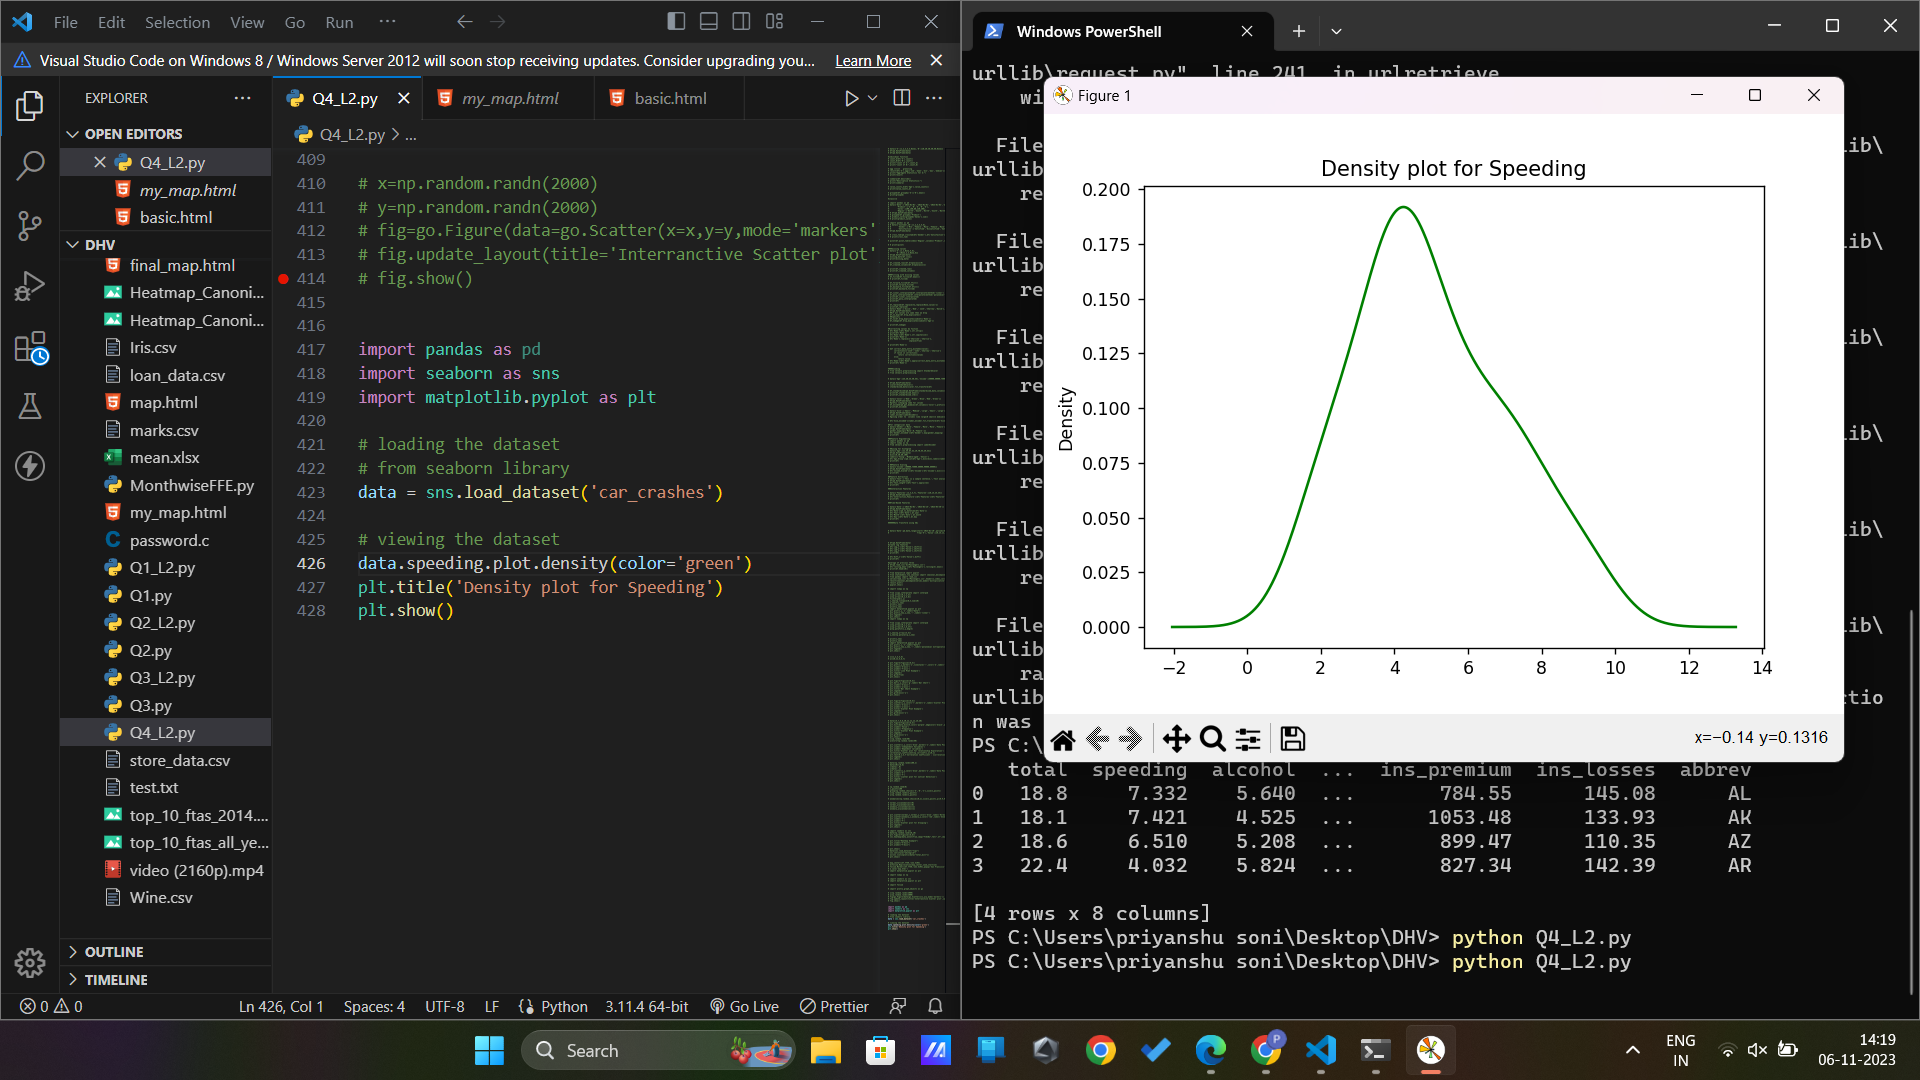 File Edit Selection View Go Run ...
Visual Studio Code on Windows 8 / Windows Server 2012 will soon stop receiving updates. Consider upgrading you... Learn More
EXPLORER
OPEN EDITORS
Q4_L2.py
my_map.html
basic.html
DHV
final_map.html
Heatmap_Canoni...
Heatmap_Canoni...
Iris.csv
loan_data.csv
map.html
marks.csv
mean.xlsx
MonthwiseFFE.py
my_map.html
password.c
Q1_L2.py
Q1.py
Q2_L2.py
Q2.py
Q3_L2.py
Q3.py
Q4_L2.py
store_data.csv
test.txt
top_10_ftas_2014....
top_10_ftas_all_ye...
video (2160p).mp4
Wine.csv
OUTLINE
TIMELINE
Q4_L2.py my_map.html basic.html
Q4_L2.py > ...
409
410 # x=np.random.randn(2000)
411 # y=np.random.randn(2000)
412 # fig=go.Figure(data=go.Scatter(x=x,y=y,mode='markers'
413 # fig.update_layout(title='Interranctive Scatter plot'
414 # fig.show()
415
416
417 import pandas as pd
418 import seaborn as sns
419 import matplotlib.pyplot as plt
420
421 # loading the dataset
422 # from seaborn library
423 data = sns.load_dataset('car_crashes')
424
425 # viewing the dataset
426 data.speeding.plot.density(color='green')
427 plt.title('Density plot for Speeding')
428 plt.show()
0 0 Ln 426, Col 1 Spaces: 4 UTF-8 LF Python 3.11.4 64-bit Go Live Prettier
Windows PowerShell
urllib\request.py", line 241, in urlretrieve
wi
File ib\
urllib
re
File ib\
urllib
re
File ib\
urllib
re
File ib\
urllib
re
File ib\
urllib
re
File ib\
urllib
ra
urllib ctio
n was
PS C:\
total speeding alcohol ... ins_premium ins_losses abbrev
0 18.8 7.332 5.640 ... 784.55 145.08 AL
1 18.1 7.421 4.525 ... 1053.48 133.93 AK
2 18.6 6.510 5.208 ... 899.47 110.35 AZ
3 22.4 4.032 5.824 ... 827.34 142.39 AR
[4 rows x 8 columns]
PS C:\Users\priyanshu soni\Desktop\DHV> python Q4_L2.py
PS C:\Users\priyanshu soni\Desktop\DHV> python Q4_L2.py
Figure 1
Density plot for Speeding
Density
0.200
0.175
0.150
0.125
0.100
0.075
0.050
0.025
0.000
−2 0 2 4 6 8 10 12 14
x=−0.14 y=0.1316
Search
P
ENG
IN
14:19
06-11-2023